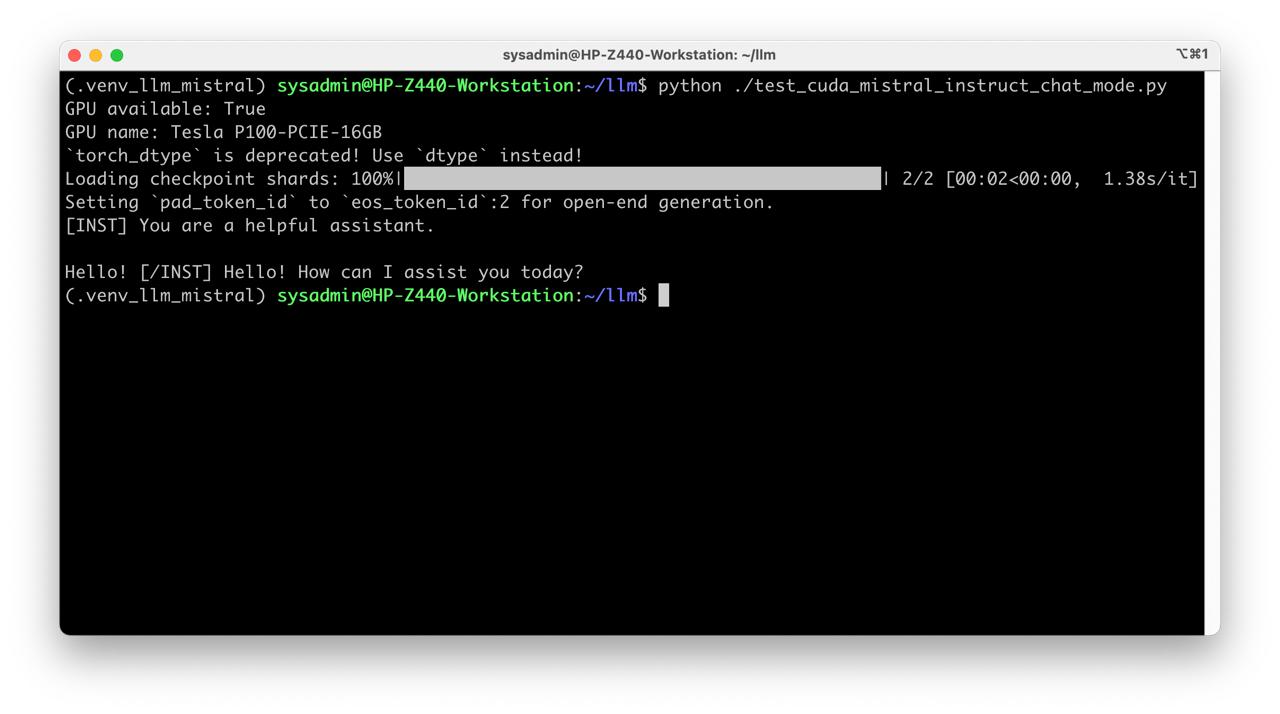 sysadmin@HP-Z440-Workstation: ~/llm
⌥⌘1
(.venv_llm_mistral) sysadmin@HP-Z440-Workstation:~/llm$ python ./test_cuda_mistral_instruct_chat_mode.py
GPU available: True
GPU name: Tesla P100-PCIE-16GB
`torch_dtype` is deprecated! Use `dtype` instead!
Loading checkpoint shards: 100%|██████████| 2/2 [00:02<00:00,  1.38s/it]
Setting `pad_token_id` to `eos_token_id`:2 for open-end generation.
[INST] You are a helpful assistant.
Hello! [/INST] Hello! How can I assist you today?
(.venv_llm_mistral) sysadmin@HP-Z440-Workstation:~/llm$